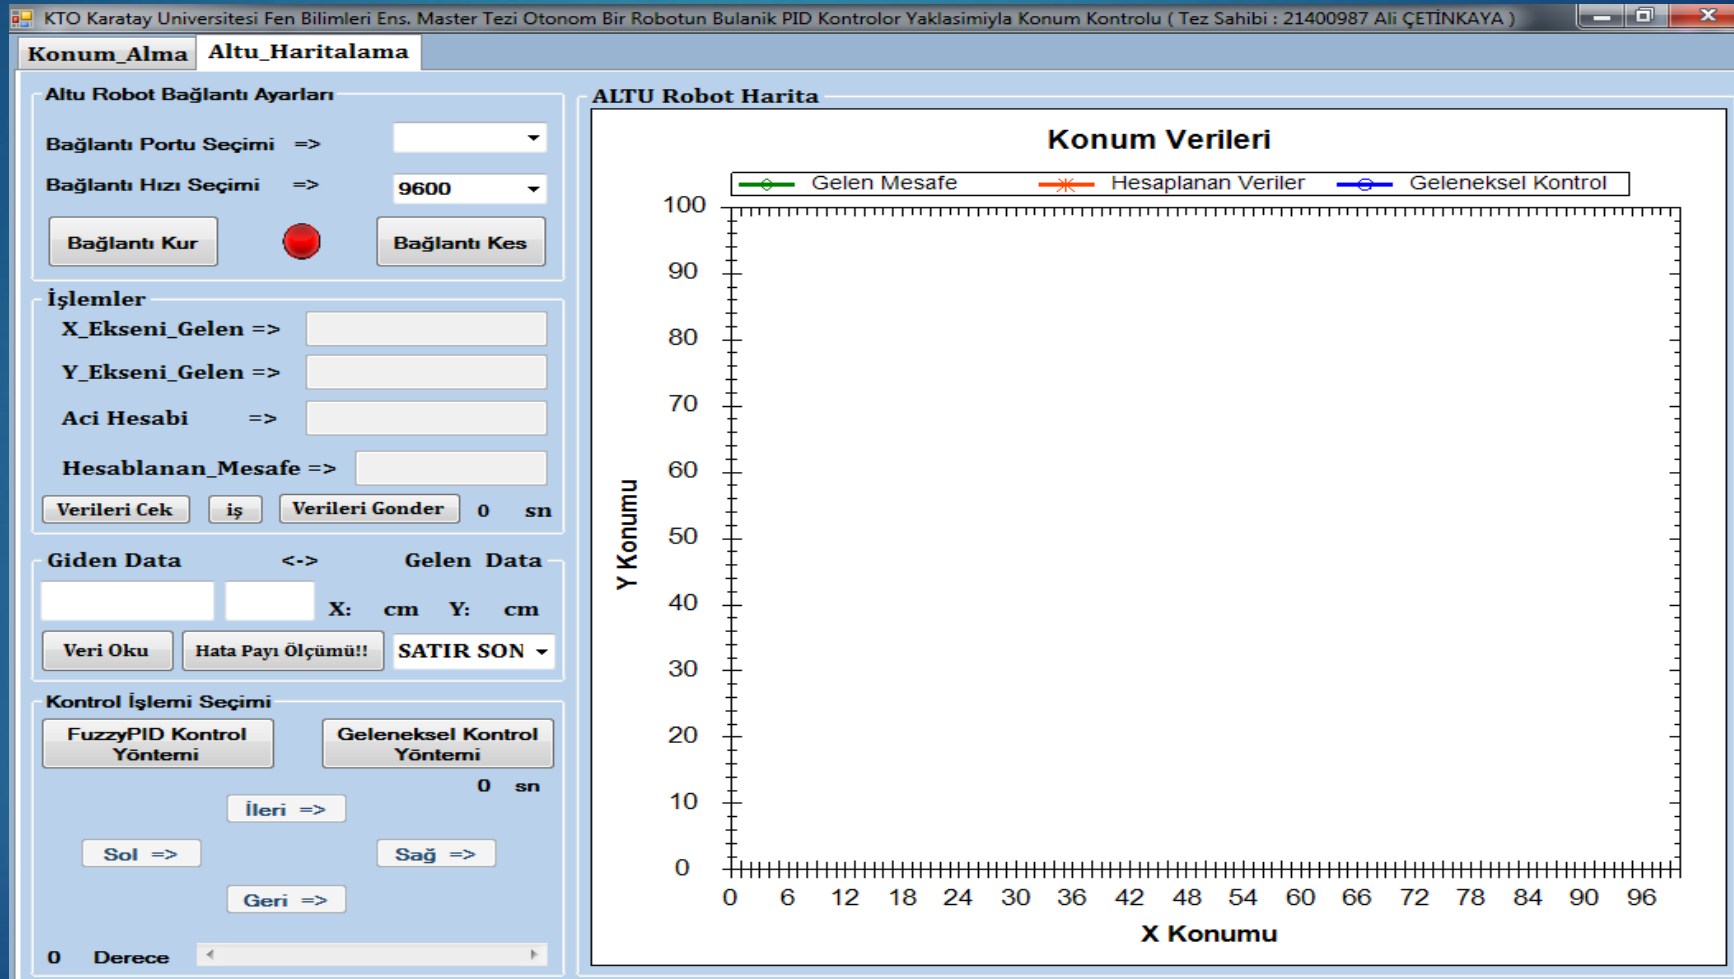 KTO Karatay Universitesi Fen Bilimleri Ens. Master Tezi Otonom Bir Robotun Bulanik PID Kontrolor Yaklasimiyla Konum Kontrolu ( Tez Sahibi : 21400987 Ali ÇETİNKAYA )
Konum_Alma Altu_Haritalama
Altu Robot Bağlantı Ayarları
Bağlantı Portu Seçimi =>
Bağlantı Hızı Seçimi => 9600
Bağlantı Kur Bağlantı Kes
İşlemler
X_Ekseni_Gelen =>
Y_Ekseni_Gelen =>
Aci Hesabi =>
Hesablanan_Mesafe =>
Verileri Cek iş Verileri Gonder 0 sn
Giden Data <-> Gelen Data
X: cm Y: cm
Veri Oku Hata Payı Ölçümü!! SATIR SON
Kontrol İşlemi Seçimi
FuzzyPID Kontrol Yöntemi
Geleneksel Kontrol Yöntemi
0 sn
İleri =>
Sol => Sağ =>
Geri =>
0 Derece
ALTU Robot Harita
Konum Verileri
Gelen Mesafe Hesaplanan Veriler Geleneksel Kontrol
100
90
80
70
60
50
40
30
20
10
0
Y Konumu
0 6 12 18 24 30 36 42 48 54 60 66 72 78 84 90 96
X Konumu